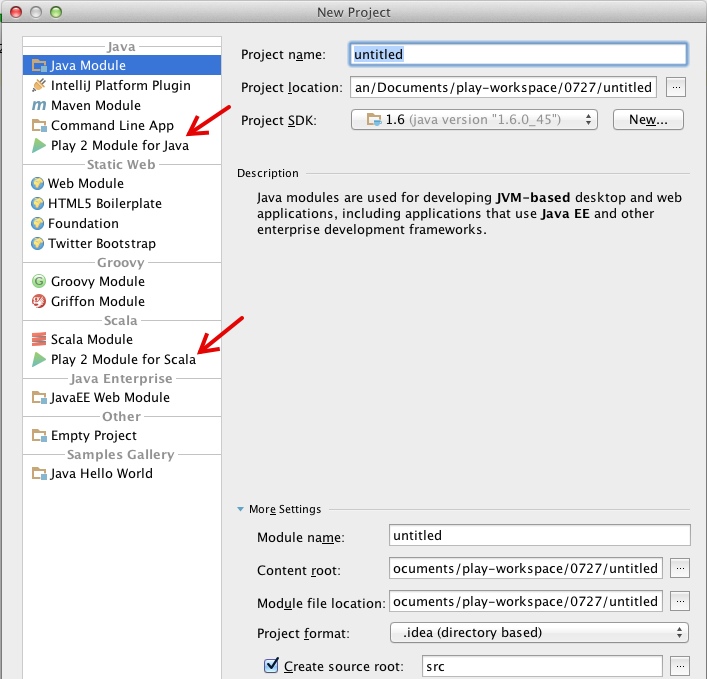 New Project
Java
Java Module
IntelliJ Platform Plugin
Maven Module
Command Line App
Play 2 Module for Java
Static Web
Web Module
HTML5 Boilerplate
Foundation
Twitter Bootstrap
Groovy
Groovy Module
Griffon Module
Scala
Scala Module
Play 2 Module for Scala
Java Enterprise
JavaEE Web Module
Other
Empty Project
Samples Gallery
Java Hello World
Project name: untitled
Project location: an/Documents/play-workspace/0727/untitled ...
Project SDK: 1.6 (java version "1.6.0_45") New...
Description
Java modules are used for developing JVM-based desktop and web
applications, including applications that use Java EE and other
enterprise development frameworks.
More Settings
Module name: untitled
Content root: ocuments/play-workspace/0727/untitled ...
Module file location: ocuments/play-workspace/0727/untitled ...
Project format: .idea (directory based)
Create source root: src ...